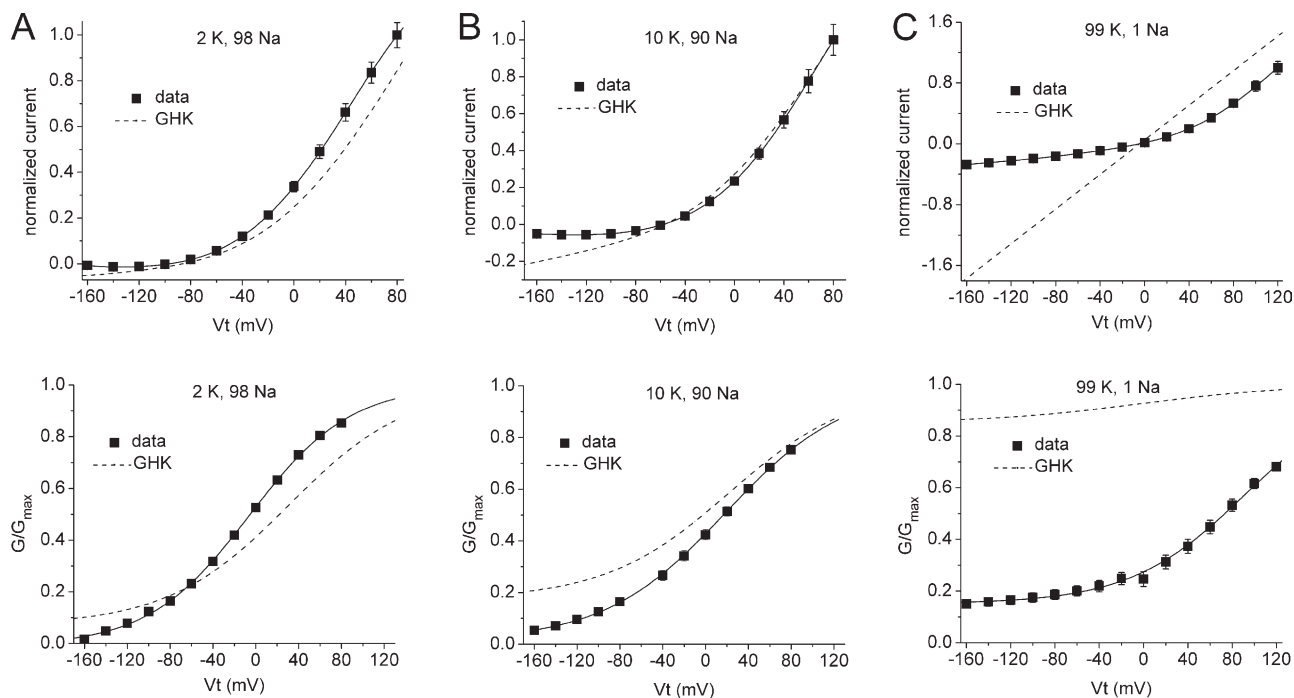 A
2 K, 98 Na
data
GHK
normalized current
1.0
0.8
0.6
0.4
0.2
0.0
-160 -120 -80 -40 0 40 80
Vt (mV)
B
10 K, 90 Na
data
GHK
normalized current
1.0
0.8
0.6
0.4
0.2
0.0
-0.2
-160 -120 -80 -40 0 40 80
Vt (mV)
C
99 K, 1 Na
data
GHK
normalized current
1.6
0.8
0.0
-0.8
-1.6
-160 -120 -80 -40 0 40 80 120
Vt (mV)
2 K, 98 Na
data
GHK
G/Gmax
1.0
0.8
0.6
0.4
0.2
0.0
-160 -120 -80 -40 0 40 80 120
Vt (mV)
10 K, 90 Na
data
GHK
G/Gmax
1.0
0.8
0.6
0.4
0.2
0.0
-160 -120 -80 -40 0 40 80 120
Vt (mV)
99 K, 1 Na
data
GHK
G/Gmax
1.0
0.8
0.6
0.4
0.2
0.0
-160 -120 -80 -40 0 40 80 120
Vt (mV)